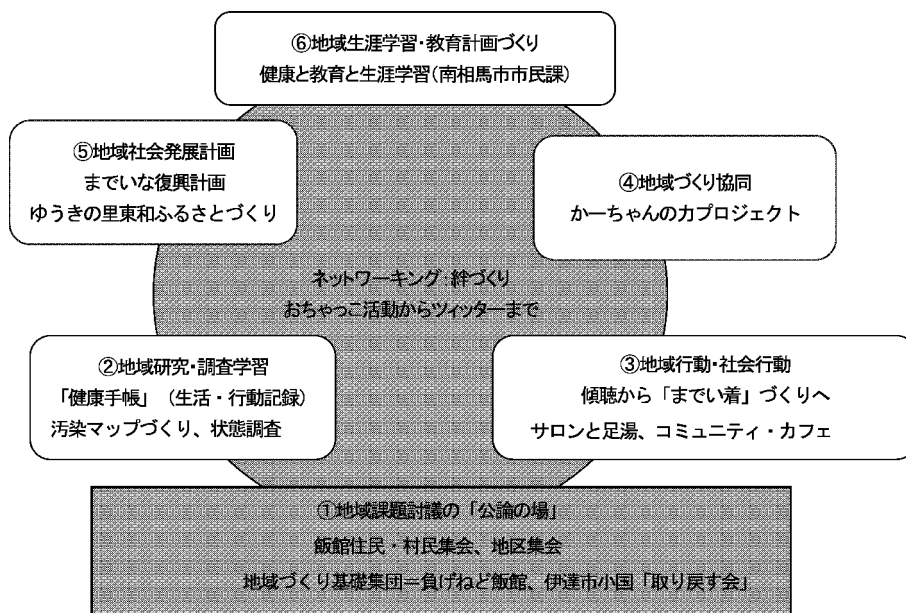 ⑥地域生涯学習・教育計画づくり
健康と教育と生涯学習(南相馬市市民課)
⑤地域社会発展計画
までいな復興計画
ゆうきの里東和ふるさとづくり
④地域づくり協同
かーちゃんの力プロジェクト
ネットワーキング:絆づくり
おちゃっこ活動からツィッターまで
②地域研究・調査学習
「健康手帳」(生活・行動記録)
汚染マップづくり、状態調査
③地域行動・社会行動
傾聴から「までい着」づくりへ
サロンと足湯、コミュニティ・カフェ
①地域課題討議の「公論の場」
飯館住民・村民集会、地区集会
地域づくり基礎集団=負げねど飯館、伊達市小国「取り戻す会」